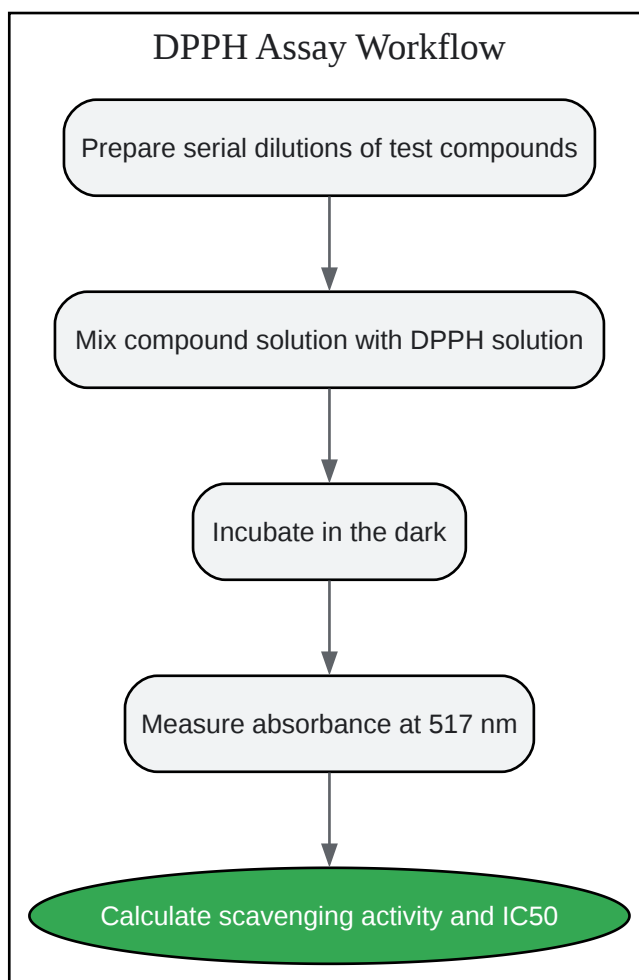 DPPH Assay Workflow
Prepare serial dilutions of test compounds
Mix compound solution with DPPH solution
Incubate in the dark
Measure absorbance at 517 nm
Calculate scavenging activity and IC50